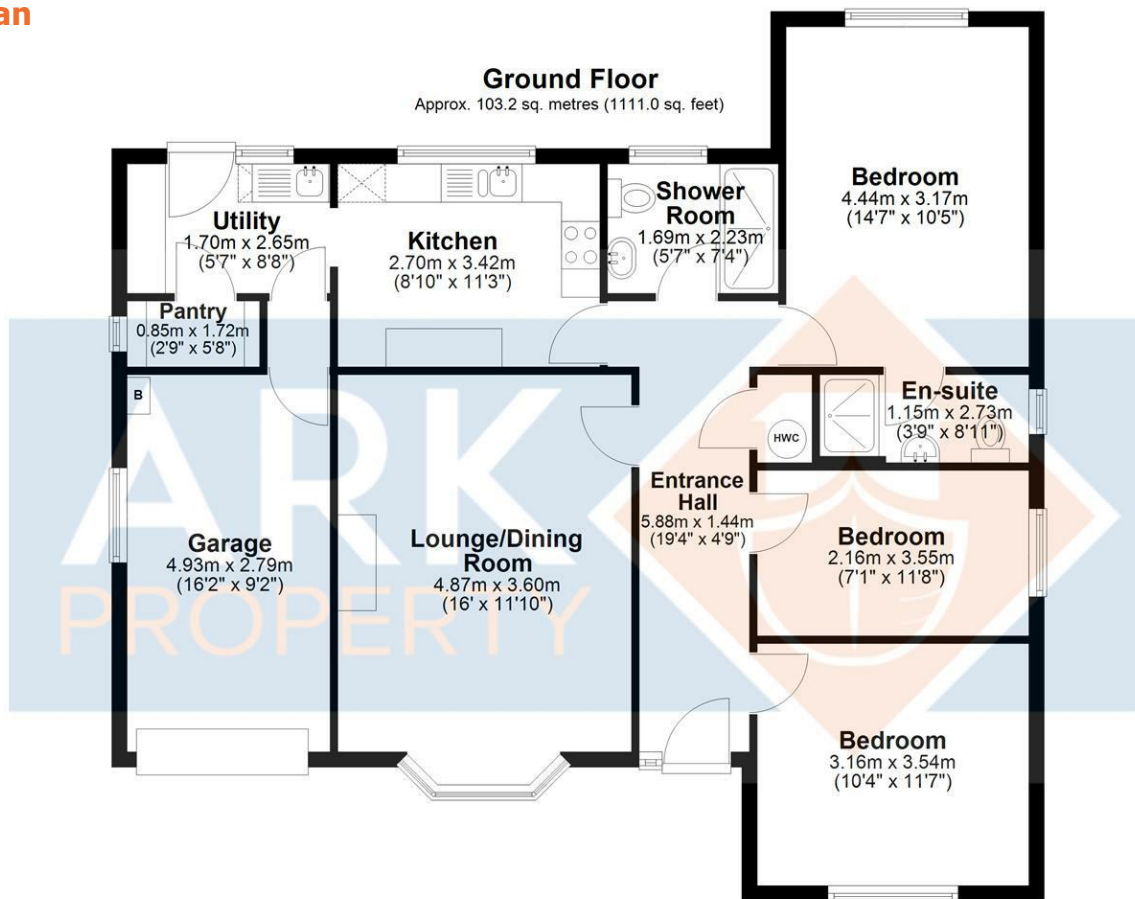 an
Ground Floor
Approx. 103.2 sq. metres (1111.0 sq. feet)
Utility
1.70m x 2.65m
(5'7" x 8'8")
Kitchen
2.70m x 3.42m
(8'10" x 11'3")
Shower
Room
1.69m x 2.23m
(5'7" x 7'4")
Bedroom
4.44m x 3.17m
(14'7" x 10'5")
Pantry
0.85m x 1.72m
(2'9" x 5'8")
B
En-suite
1.15m x 2.73m
(3'9" x 8'11")
HWC
Entrance
Hall
5.88m x 1.44m
(19'4" x 4'9")
Garage
4.93m x 2.79m
(16'2" x 9'2")
Lounge/Dining
Room
4.87m x 3.60m
(16' x 11'10")
Bedroom
2.16m x 3.55m
(7'1" x 11'8")
Bedroom
3.16m x 3.54m
(10'4" x 11'7")
ARK
PROPERTY